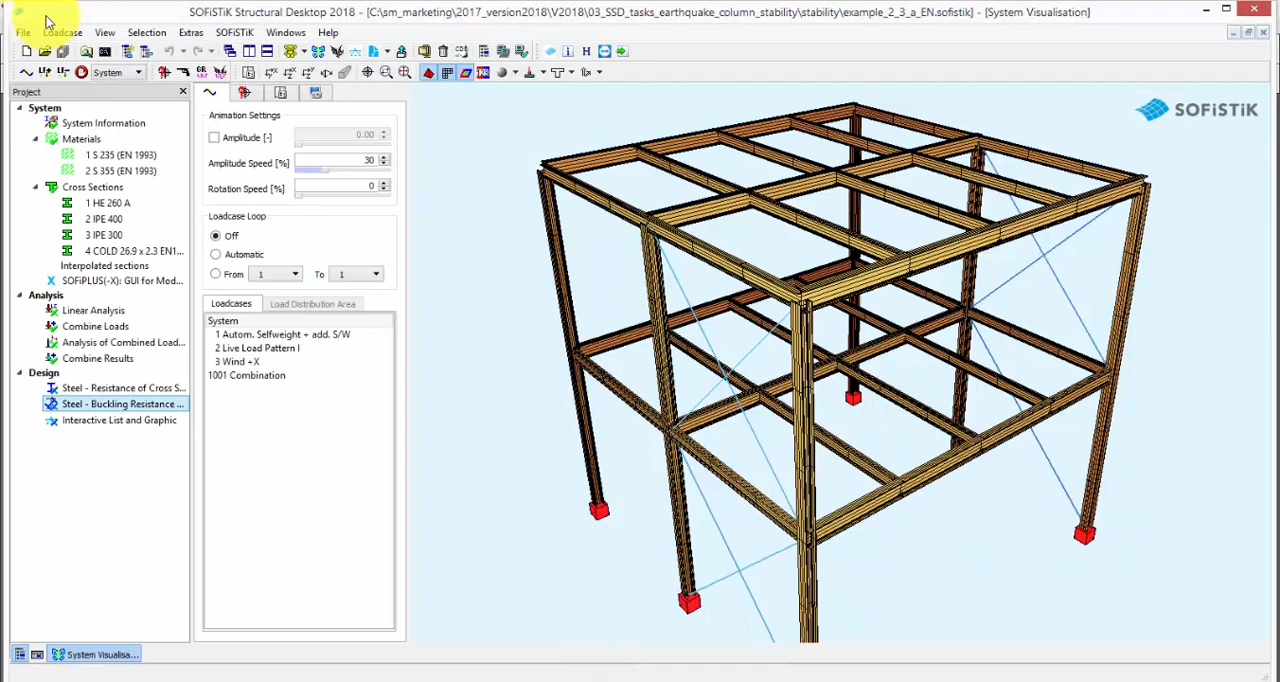 SOFiSTiK Structural Desktop 2018 - [C:\sm_marketing\2017_version2018\V2018\03_SSD_tasks_earthquake_column_stability\stability\example_2_3_a_EN.sofistik] - [System Visualisation]
File Loadcase View Selection Extras SOFiSTiK Windows Help
System
Project
System
System Information
Materials
1 S 235 (EN 1993)
2 S 355 (EN 1993)
Cross Sections
1 HE 260 A
2 IPE 400
3 IPE 300
4 COLD 26.9 x 2.3 EN1...
Interpolated sections
SOFiPLUS(-X): GUI for Mod...
Analysis
Linear Analysis
Combine Loads
Analysis of Combined Load...
Combine Results
Design
Steel - Resistance of Cross S...
Steel - Buckling Resistance ...
Interactive List and Graphic
Animation Settings
Amplitude [-] 0.00
Amplitude Speed [%] 30
Rotation Speed [%] 0
Loadcase Loop
Off
Automatic
From 1 To 1
Loadcases Load Distribution Area
System
1 Autom. Selfweight + add. S/W
2 Live Load Pattern I
3 Wind +X
1001 Combination
SOFiSTiK
System Visualisa...